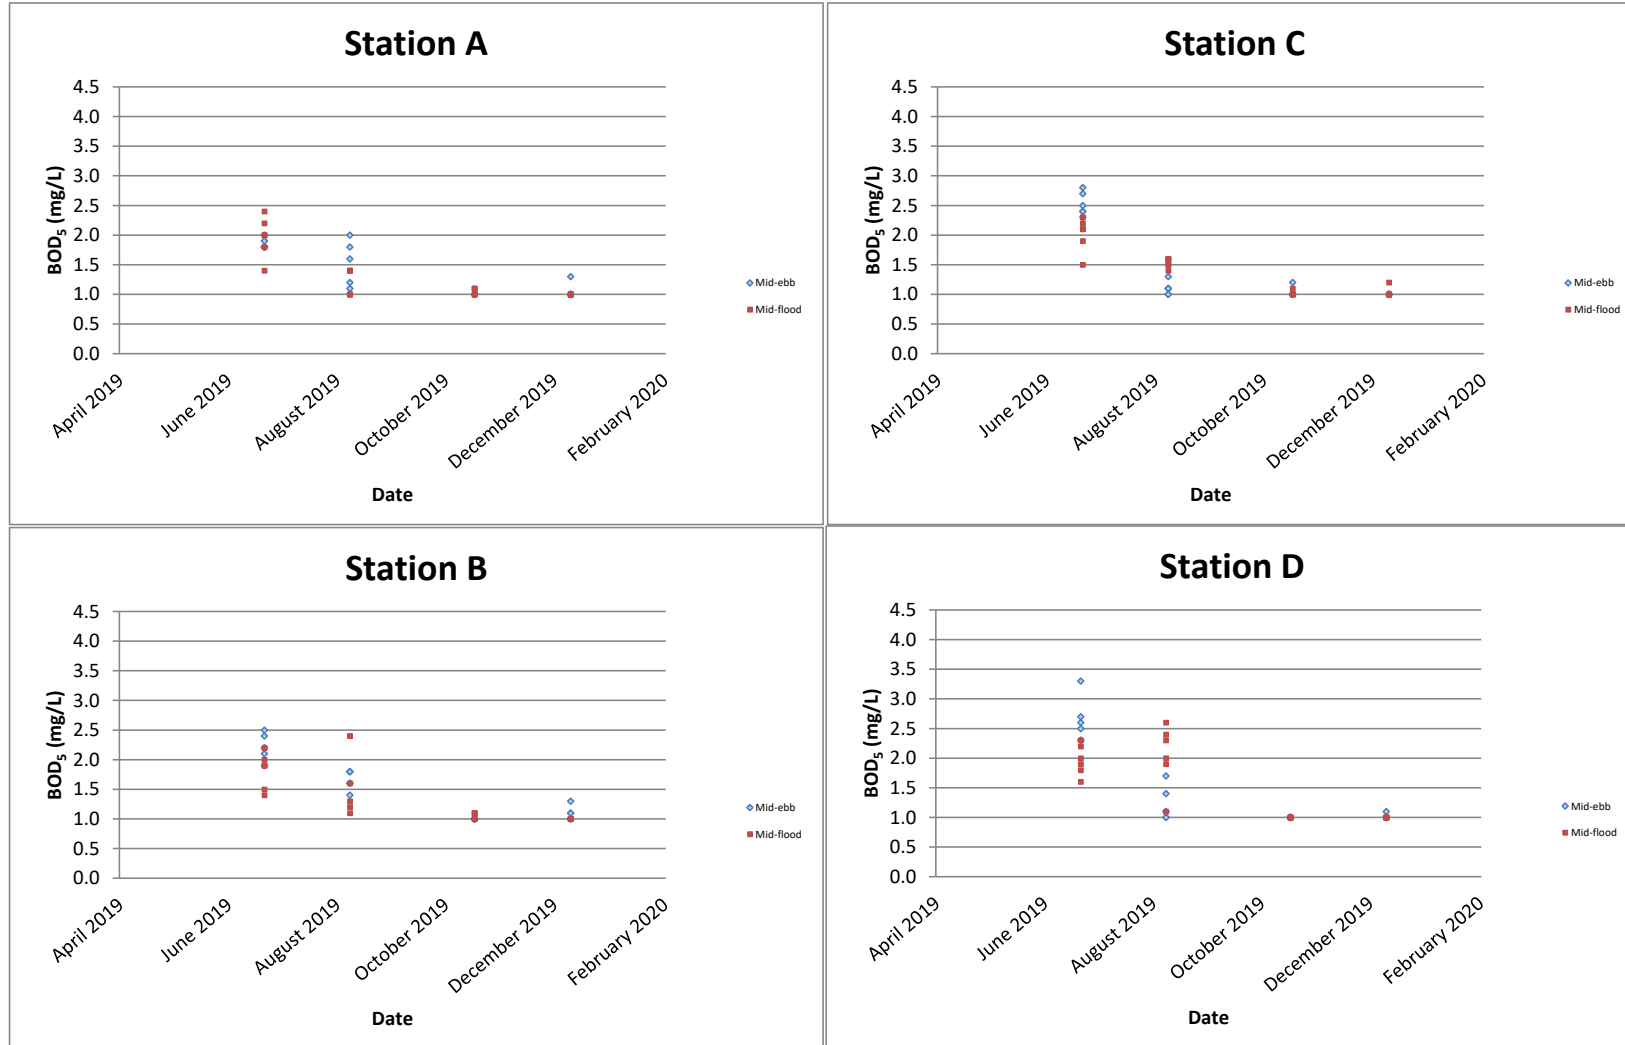 Station A
BOD5 (mg/L)
4.5
4.0
3.5
3.0
2.5
2.0
1.5
1.0
0.5
0.0
April 2019
June 2019
August 2019
October 2019
December 2019
February 2020
Date
Mid-ebb
Mid-flood
Station C
BOD5 (mg/L)
4.5
4.0
3.5
3.0
2.5
2.0
1.5
1.0
0.5
0.0
April 2019
June 2019
August 2019
October 2019
December 2019
February 2020
Date
Mid-ebb
Mid-flood
Station B
BOD5 (mg/L)
4.5
4.0
3.5
3.0
2.5
2.0
1.5
1.0
0.5
0.0
April 2019
June 2019
August 2019
October 2019
December 2019
February 2020
Date
Mid-ebb
Mid-flood
Station D
BOD5 (mg/L)
4.5
4.0
3.5
3.0
2.5
2.0
1.5
1.0
0.5
0.0
April 2019
June 2019
August 2019
October 2019
December 2019
February 2020
Date
Mid-ebb
Mid-flood